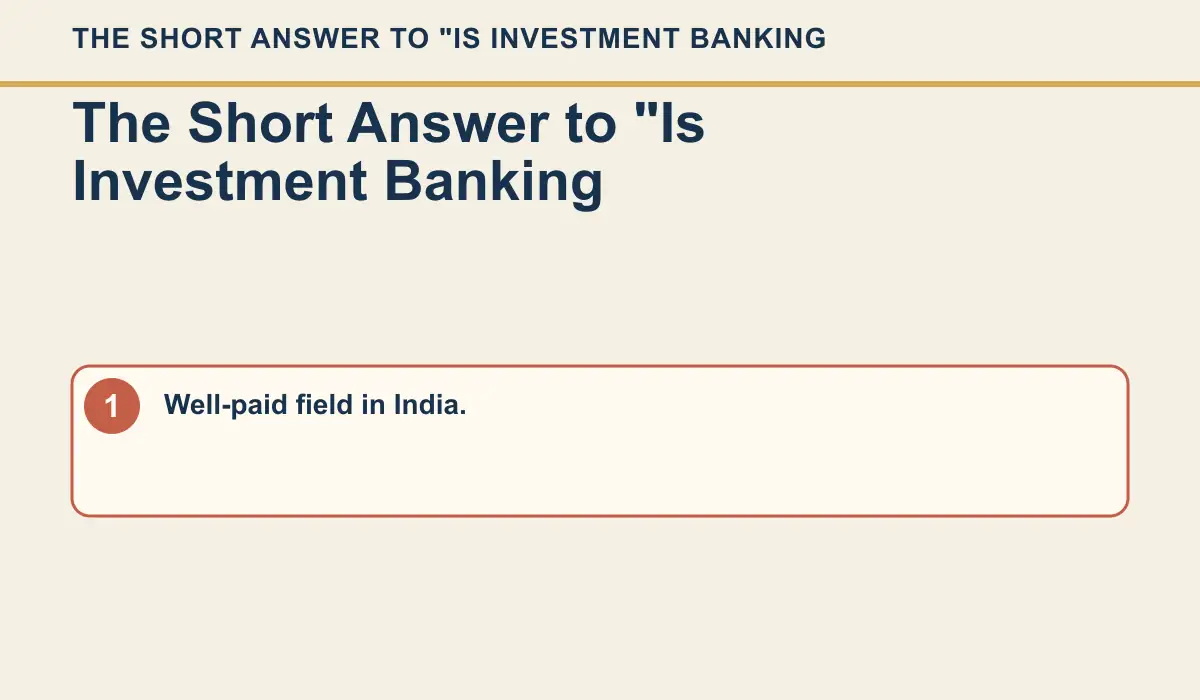 THE SHORT ANSWER TO "IS INVESTMENT BANKING
The Short Answer to "Is
Investment Banking
1
Well-paid field in India.